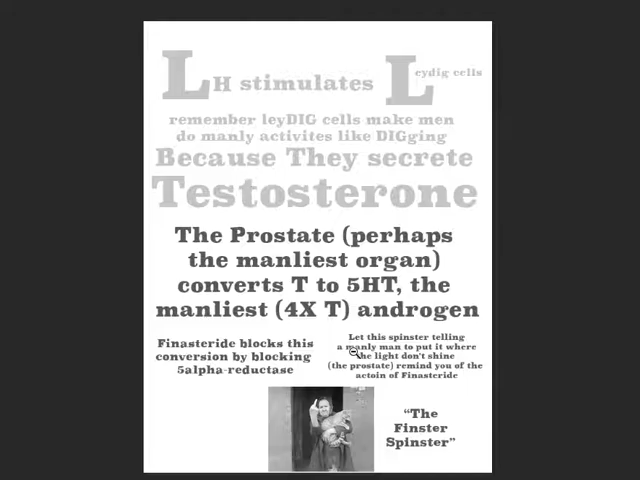 LH stimulates Leydig cells
remember leyDIG cells make men
do manly activites like DIGging
Because They secrete
Testosterone
The Prostate (perhaps
the manliest organ)
converts T to 5HT, the
manliest (4X T) androgen
Finasteride blocks this
conversion by blocking
5alpha-reductase
Let this spinster telling
a manly man to put it where
the light don't shine
(the prostate) remind you of the
actoin of Finasteride
“The
Finster
Spinster”